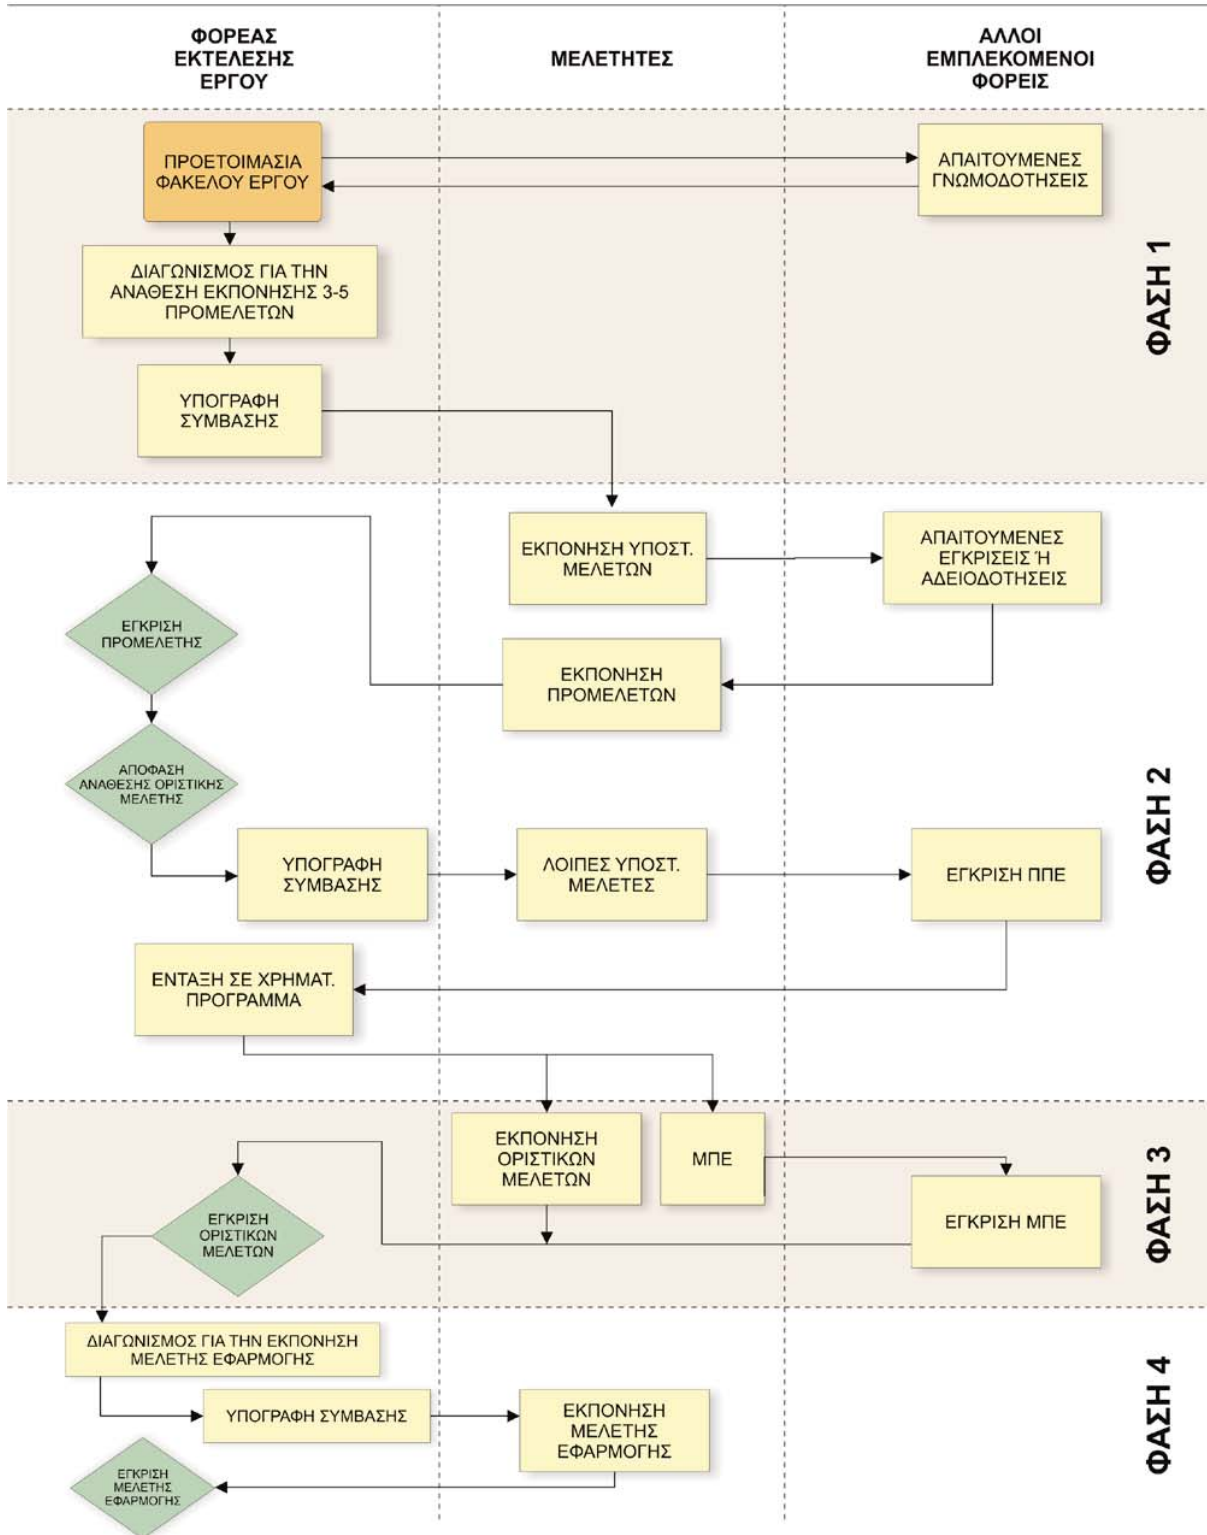 ΦΟΡΕΑΣ
ΕΚΤΕΛΕΣΗΣ
ΕΡΓΟΥ
ΜΕΛΕΤΗΤΕΣ
ΑΛΛΟΙ
ΕΜΠΛΕΚΟΜΕΝΟΙ
ΦΟΡΕΙΣ
ΠΡΟΕΤΟΙΜΑΣΙΑ
ΦΑΚΕΛΟΥ ΕΡΓΟΥ
ΑΠΑΙΤΟΥΜΕΝΕΣ
ΓΝΩΜΟΔΟΤΗΣΕΙΣ
ΔΙΑΓΩΝΙΣΜΟΣ ΓΙΑ ΤΗΝ
ΑΝΑΘΕΣΗ ΕΚΠΟΝΗΣΗΣ 3-5
ΠΡΟΜΕΛΕΤΩΝ
ΥΠΟΓΡΑΦΗ
ΣΥΜΒΑΣΗΣ
ΦΑΣΗ 1
ΕΚΠΟΝΗΣΗ ΥΠΟΣΤ.
ΜΕΛΕΤΩΝ
ΑΠΑΙΤΟΥΜΕΝΕΣ
ΕΓΚΡΙΣΕΙΣ Ή
ΑΔΕΙΟΔΟΤΗΣΕΙΣ
ΕΓΚΡΙΣΗ
ΠΡΟΜΕΛΕΤΗΣ
ΕΚΠΟΝΗΣΗ
ΠΡΟΜΕΛΕΤΩΝ
ΑΠΟΦΑΣΗ
ΑΝΑΘΕΣΗΣ ΟΡΙΣΤΙΚΗΣ
ΜΕΛΕΤΗΣ
ΥΠΟΓΡΑΦΗ
ΣΥΜΒΑΣΗΣ
ΛΟΙΠΕΣ ΥΠΟΣΤ.
ΜΕΛΕΤΕΣ
ΕΓΚΡΙΣΗ ΠΠΕ
ΕΝΤΑΞΗ ΣΕ ΧΡΗΜΑΤ.
ΠΡΟΓΡΑΜΜΑ
ΦΑΣΗ 2
ΕΚΠΟΝΗΣΗ
ΟΡΙΣΤΙΚΩΝ
ΜΕΛΕΤΩΝ
ΜΠΕ
ΕΓΚΡΙΣΗ ΜΠΕ
ΕΓΚΡΙΣΗ
ΟΡΙΣΤΙΚΩΝ
ΜΕΛΕΤΩΝ
ΦΑΣΗ 3
ΔΙΑΓΩΝΙΣΜΟΣ ΓΙΑ ΤΗΝ ΕΚΠΟΝΗΣΗ
ΜΕΛΕΤΗΣ ΕΦΑΡΜΟΓΗΣ
ΥΠΟΓΡΑΦΗ ΣΥΜΒΑΣΗΣ
ΕΚΠΟΝΗΣΗ
ΜΕΛΕΤΗΣ
ΕΦΑΡΜΟΓΗΣ
ΕΓΚΡΙΣΗ
ΜΕΛΕΤΗΣ
ΕΦΑΡΜΟΓΗΣ
ΦΑΣΗ 4